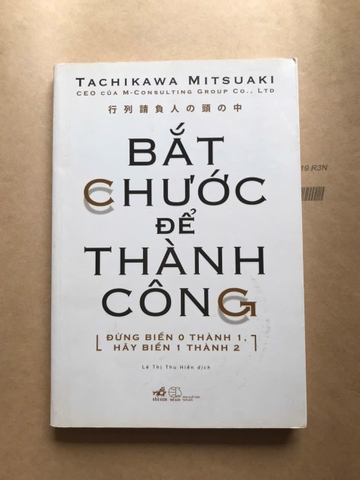 TACHIKAWA MITSUAKI
CEO CỦA M-CONSULTING GROUP CO., LTD
行列請負人の頭の中
BẮT
CHƯỚC
ĐỂ
THÀNH
CÔNG
ĐỪNG BIẾN 0 THÀNH 1,
HÃY BIẾN 1 THÀNH 2
Lê Thị Thu Hiền dịch